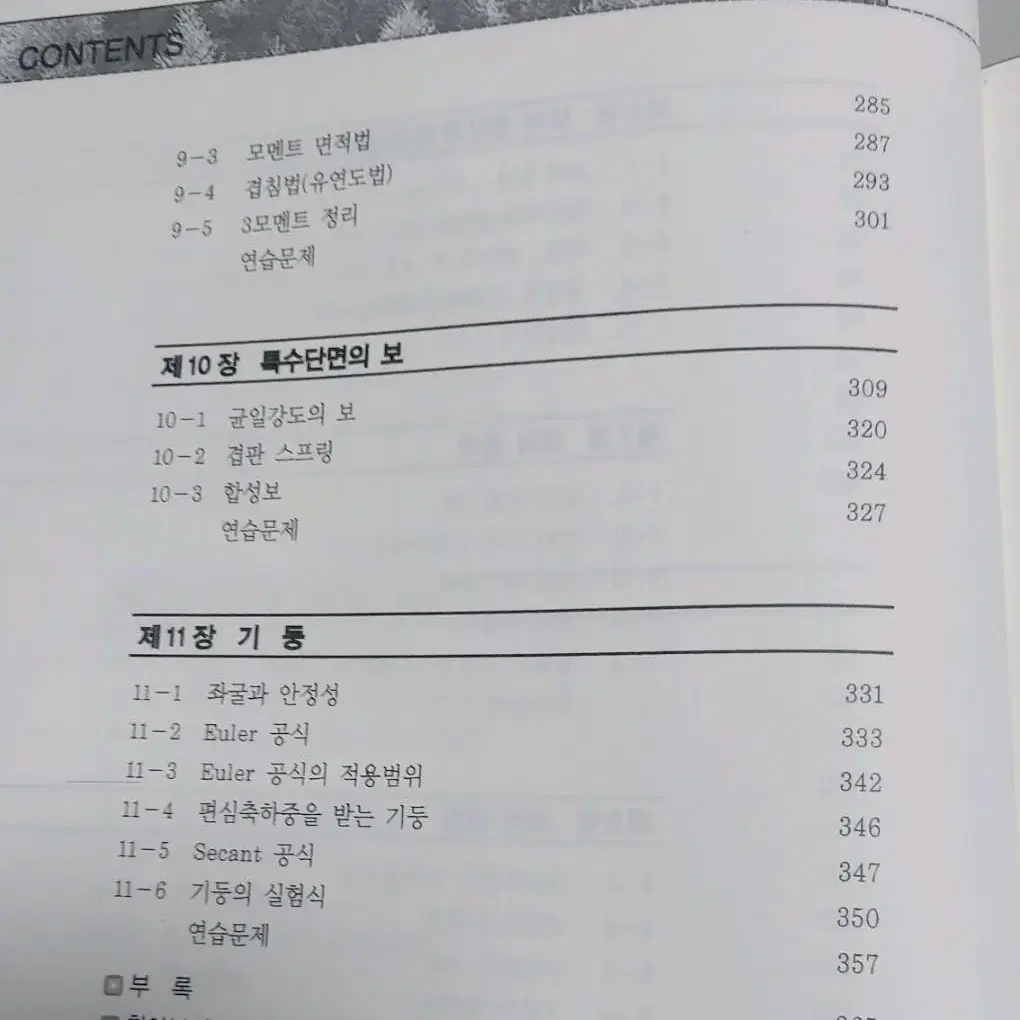 CONTENTS
9-3 모멘트 면적법 285
9-4 겹침법(유연도법) 287
9-5 3모멘트 정리 293
연습문제 301
제10장 특수단면의 보
10-1 균일강도의 보 309
10-2 겹판 스프링 320
10-3 합성보 324
연습문제 327
제11장 기 둥
11-1 좌굴과 안정성 331
11-2 Euler 공식 333
11-3 Euler 공식의 적용범위 342
11-4 편심축하중을 받는 기둥 346
11-5 Secant 공식 347
11-6 기둥의 실험식 350
연습문제 357
부 록